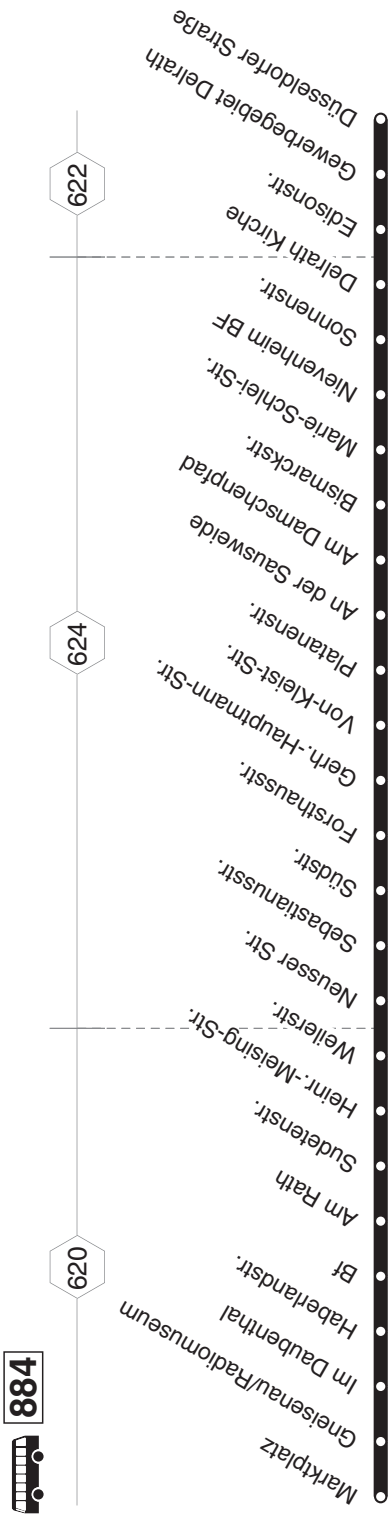 884
620
624
622
Marktplatz
Gneisenau/Radiomuseum
Im Daubenthal
Haberlandstr.
Bf
Am Rath
Sudetenstr.
Heinr.-Meising-Str.
Weilerstr.
Neusser Str.
Sebastianusstr.
Südstr.
Forsthausstr.
Gerh.-Hauptmann-Str.
Von-Kleist-Str.
Platanenstr.
An der Sausweide
Am Damschenpfad
Bismarckstr.
Marie-Schlei-Str.
Nievenheim BF
Sonnenstr.
Delrath Kirche
Edisonstr.
Gewerbegebiet Delrath
Düsseldorfer Straße